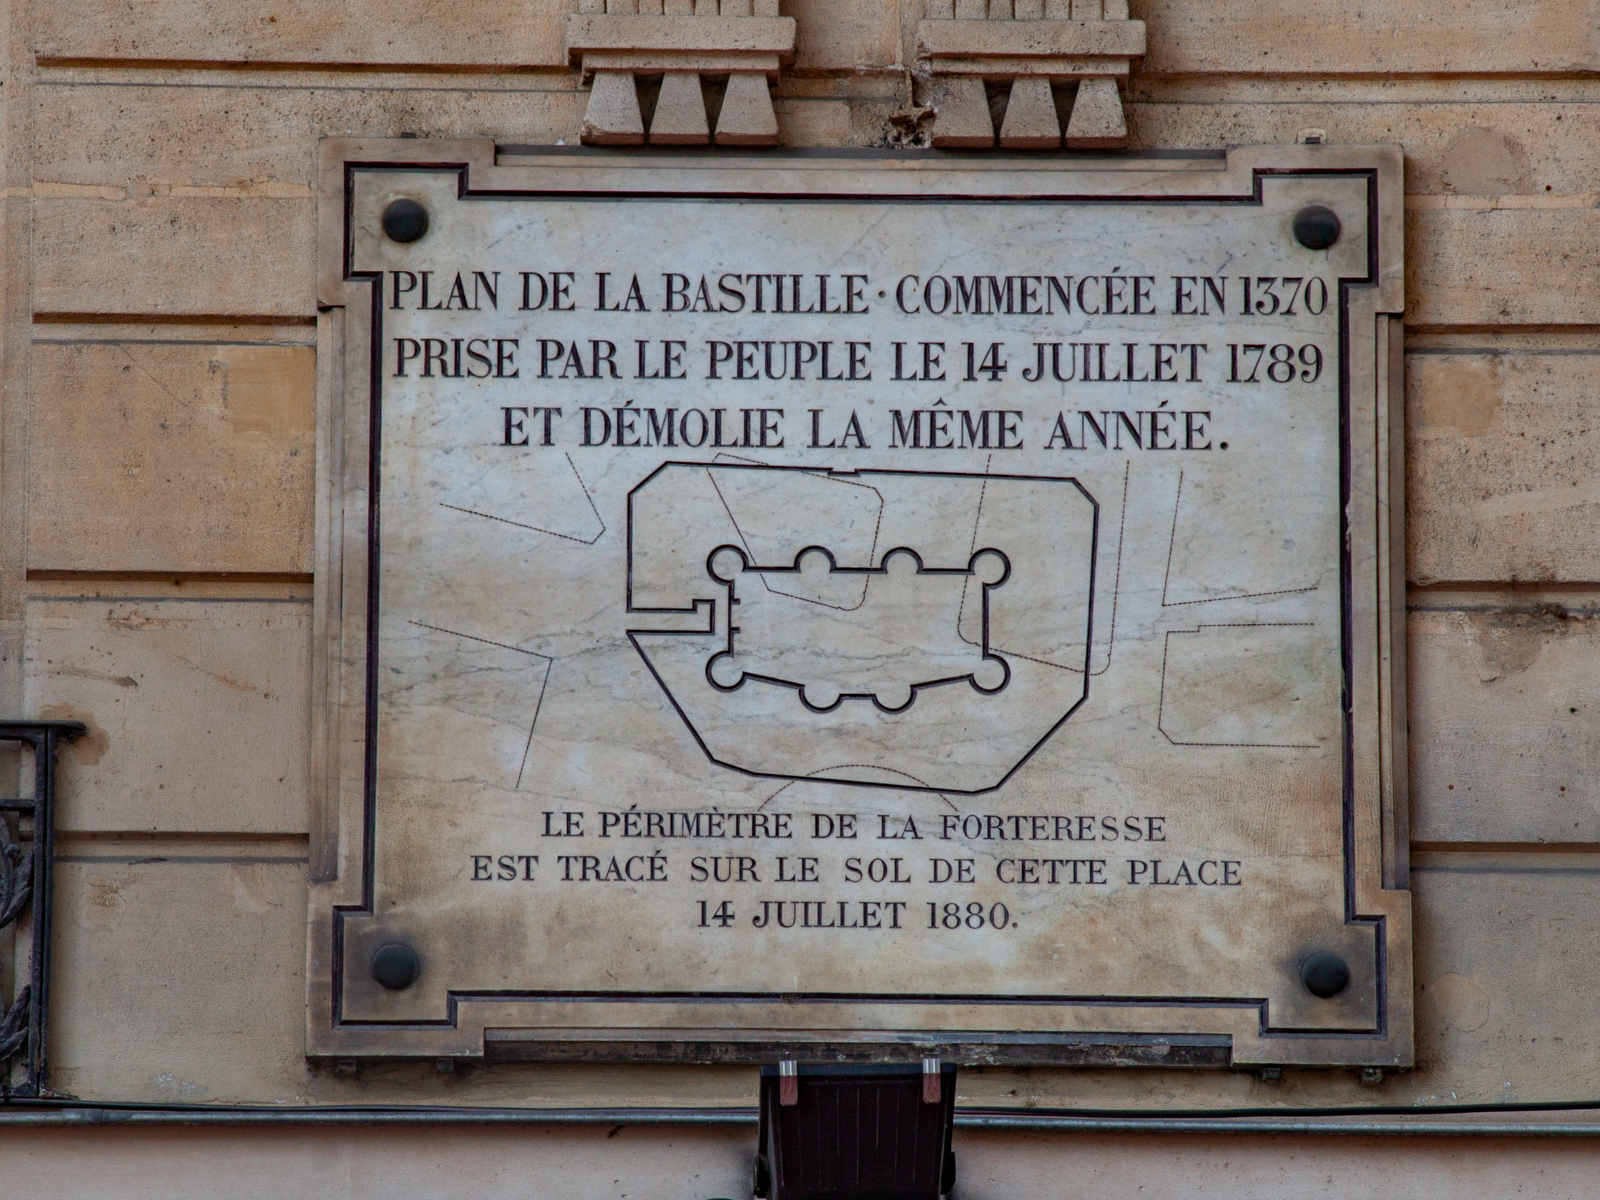 PLAN DE LA BASTILLE · COMMENCÉE EN 1370
PRISE PAR LE PEUPLE LE 14 JUILLET 1789
ET DÉMOLIE LA MÊME ANNÉE.
LE PÉRIMÈTRE DE LA FORTERESSE
EST TRACÉ SUR LE SOL DE CETTE PLACE
14 JUILLET 1880.